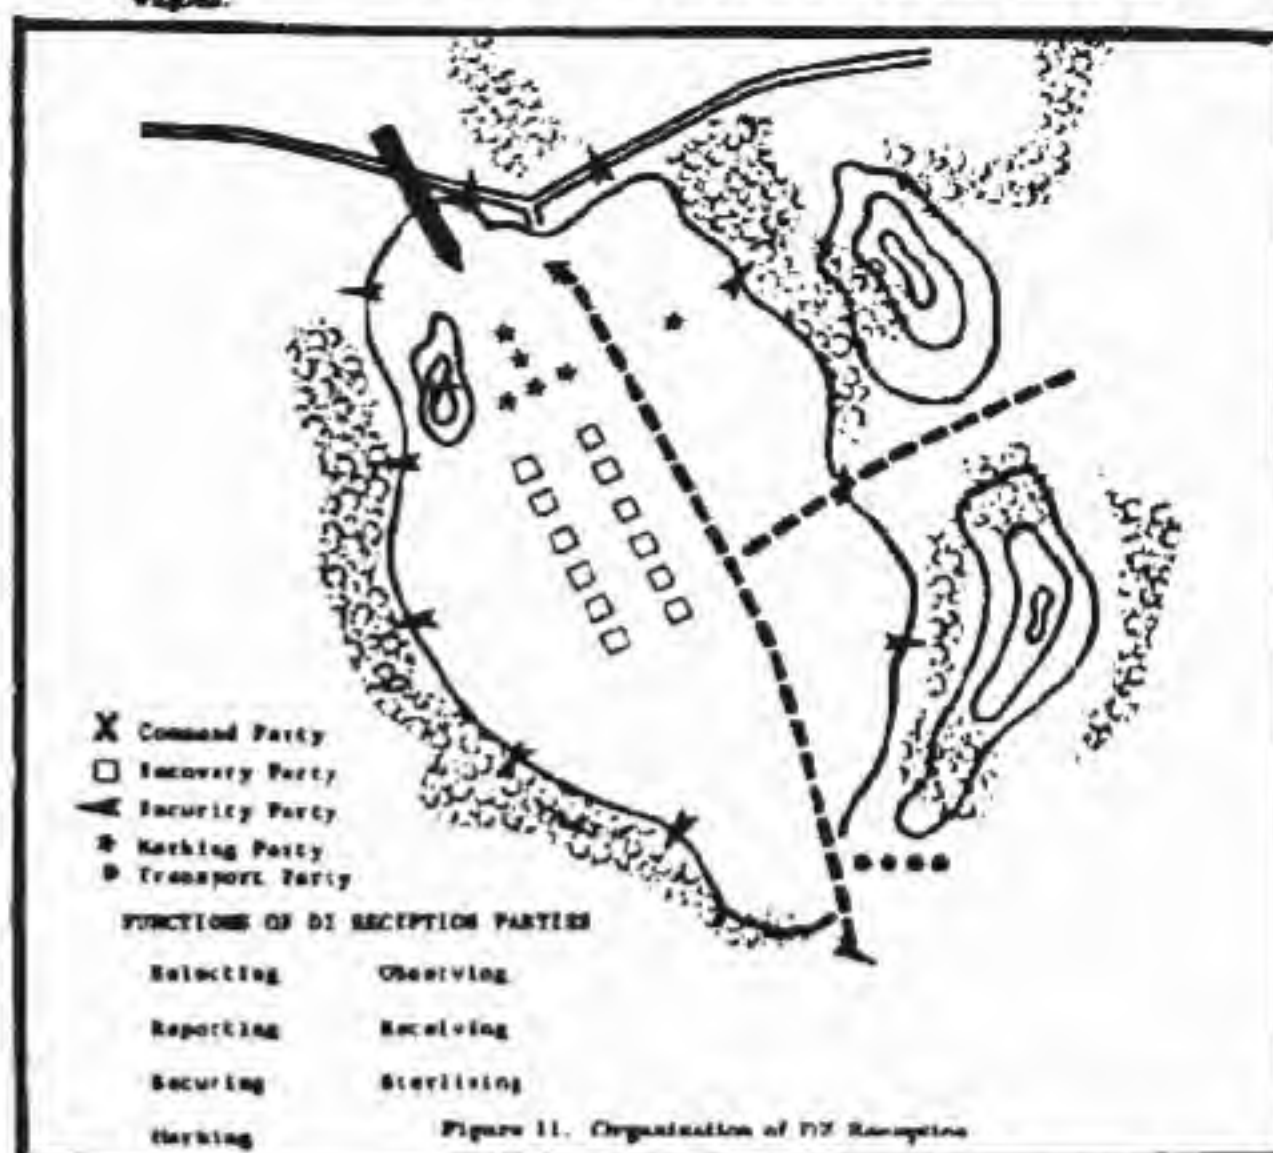 X Command Party
□ Recovery Party
Security Party
* Marking Party
Transport Party
FUNCTIONS OF DZ RECEPTION PARTIES
Selecting Observing
Reporting Receiving
Securing Sterilizing
Marking
Figure 11. Organization of DZ Reception